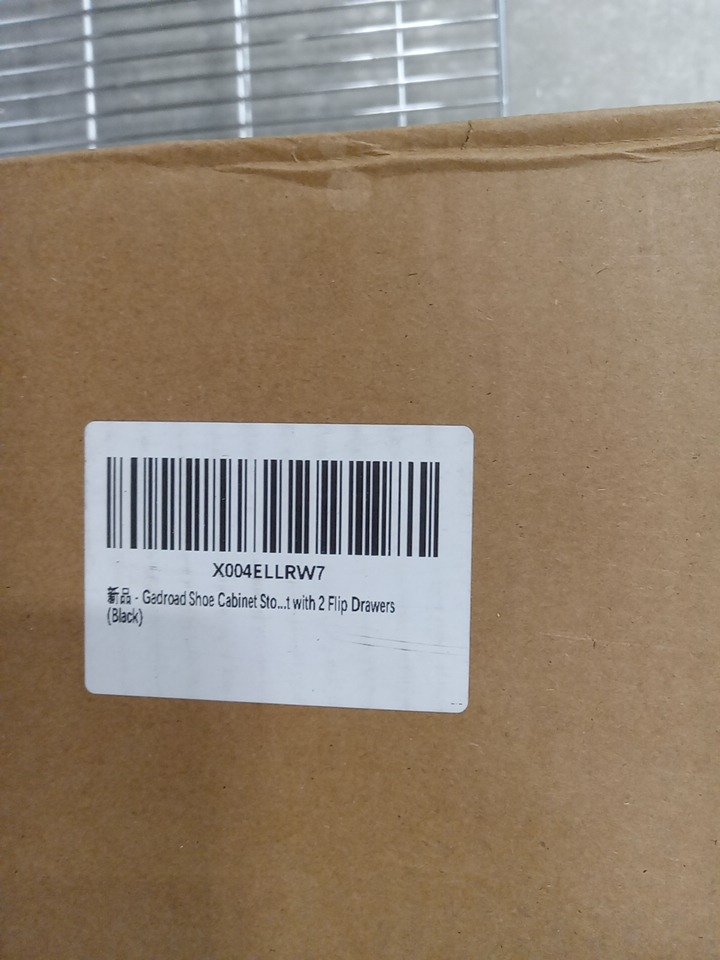 X004ELLRW7
新品 - Gadroad Shoe Cabinet Sto...t with 2 Flip Drawers
(Black)